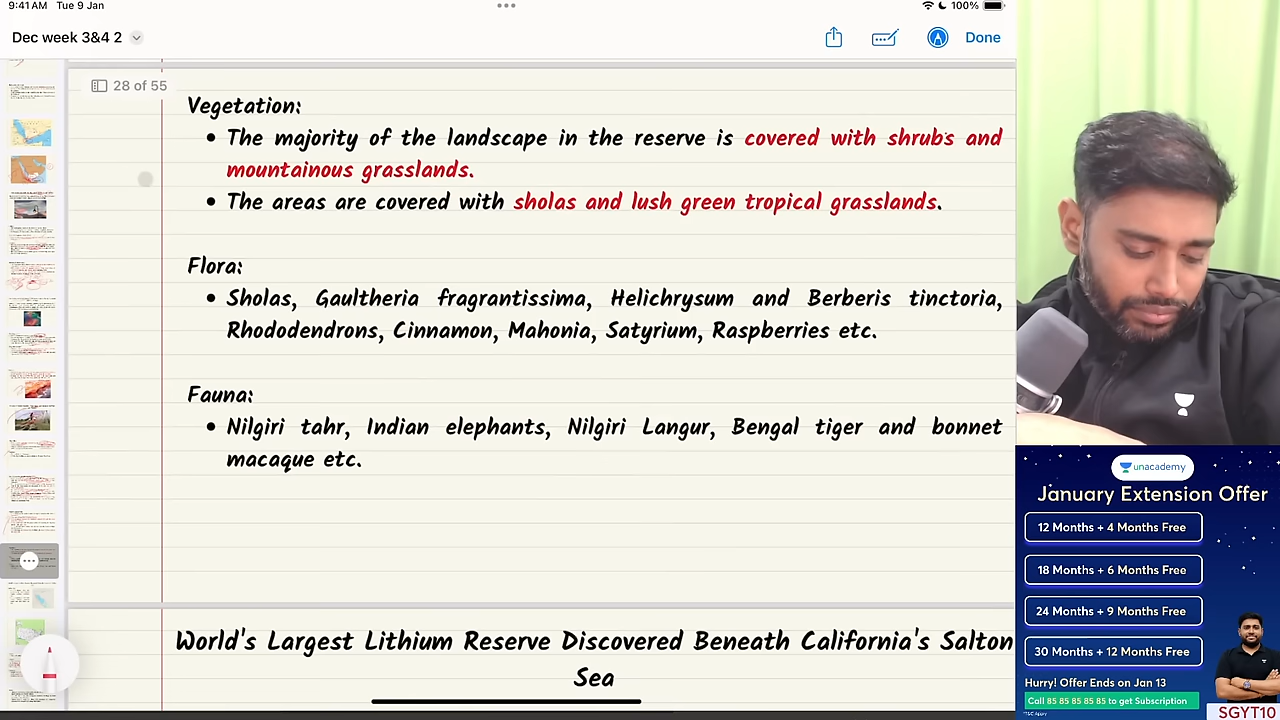 9:41 AM Tue 9 Jan
100%
Dec week 3&4 2
Done
28 of 55
Vegetation:
• The majority of the landscape in the reserve is covered with shrubs and
mountainous grasslands.
• The areas are covered with sholas and lush green tropical grasslands.
Flora:
• Sholas, Gaultheria fragantissima, Helichrysum and Berberis tinctoria,
Rhododendrons, Cinnamon, Mahonia, Satyrium, Raspberries etc.
Fauna:
• Nilgiri tahr, Indian elephants, Nilgiri Langur, Bengal tiger and bonnet
macaque etc.
World's Largest Lithium Reserve Discovered Beneath California's Salton
Sea
unacademy
January Extension Offer
12 Months + 4 Months Free
18 Months + 6 Months Free
24 Months + 9 Months Free
30 Months + 12 Months Free
Hurry! Offer Ends on Jan 13
Call 85 85 85 85 85 to get Subscription
SGYT10